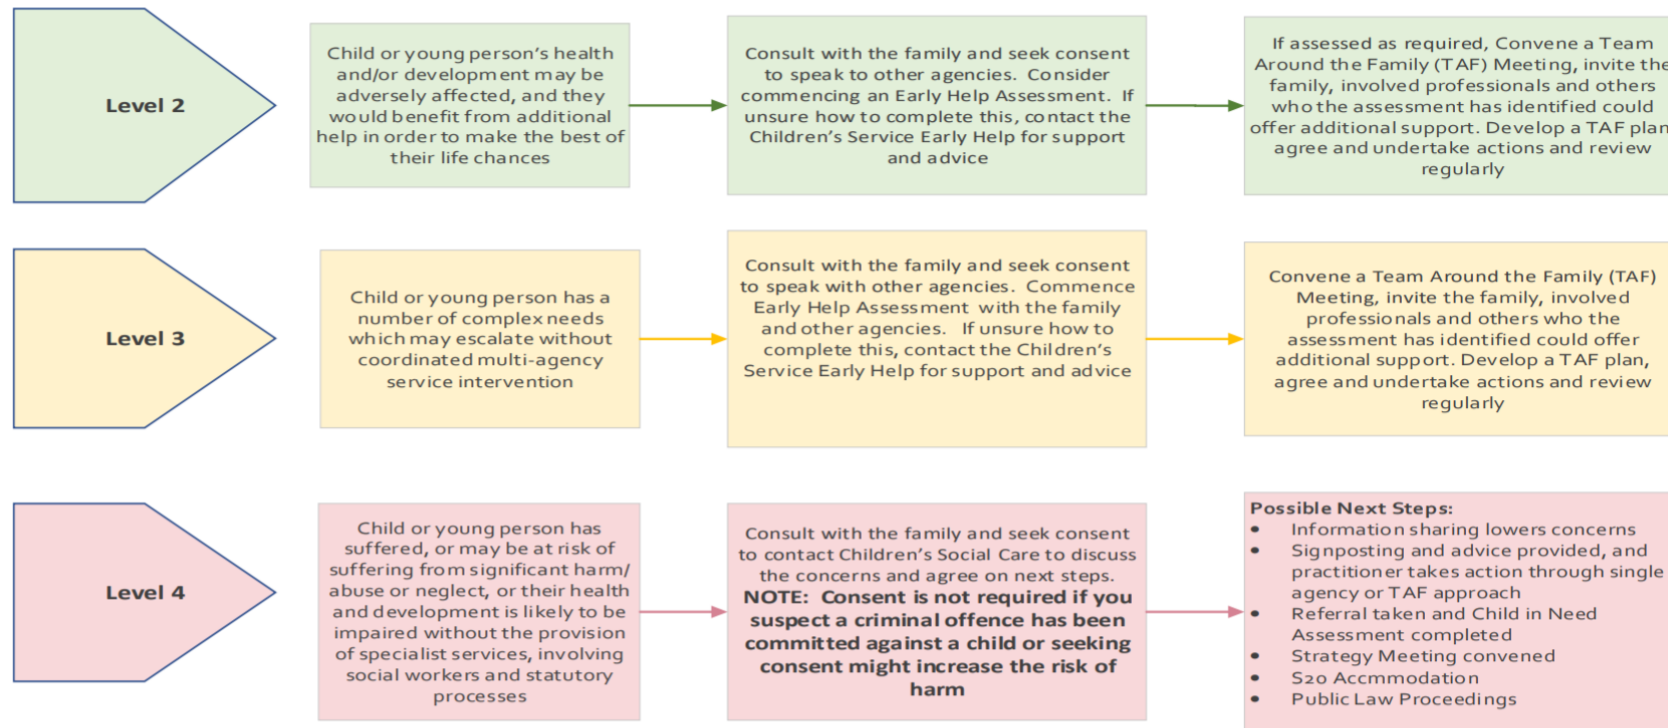 Level 2
Child or young person's health
and/or development may be
adversely affected, and they
would benefit from additional
help in order to make the best of
their life chances
Consult with the family and seek consent
to speak to other agencies. Consider
commencing an Early Help Assessment. If
unsure how to complete this, contact the
Children's Service Early Help for support
and advice
If assessed as required, Convene a Team
Around the Family (TAF) Meeting, invite the
family, involved professionals and others
who the assessment has identified could
offer additional support. Develop a TAF plan
agree and undertake actions and review
regularly
Level 3
Child or young person has a
number of complex needs
which may escalate without
coordinated multi-agency
service intervention
Consult with the family and seek consent
to speak with other agencies. Commence
Early Help Assessment with the family
and other agencies. If unsure how to
complete this, contact the Children's
Service Early Help for support and advice
Convene a Team Around the Family (TAF)
Meeting, invite the family, involved
professionals and others who the
assessment has identified could offer
additional support. Develop a TAF plan,
agree and undertake actions and review
regularly
Level 4
Child or young person has
suffered, or may be at risk of
suffering from significant harm/
abuse or neglect, or their health
and development is likely to be
impaired without the provision
of specialist services, involving
social workers and statutory
processes
Consult with the family and seek consent
to contact Children's Social Care to discuss
the concerns and agree on next steps.
NOTE: Consent is not required if you
suspect a criminal offence has been
committed against a child or seeking
consent might increase the risk of
harm
Possible Next Steps:
• Information sharing lowers concerns
• Signposting and advice provided, and
practitioner takes action through single
agency or TAF approach
• Referral taken and Child in Need
Assessment completed
• Strategy Meeting convened
• S20 Accmmodation
• Public Law Proceedings